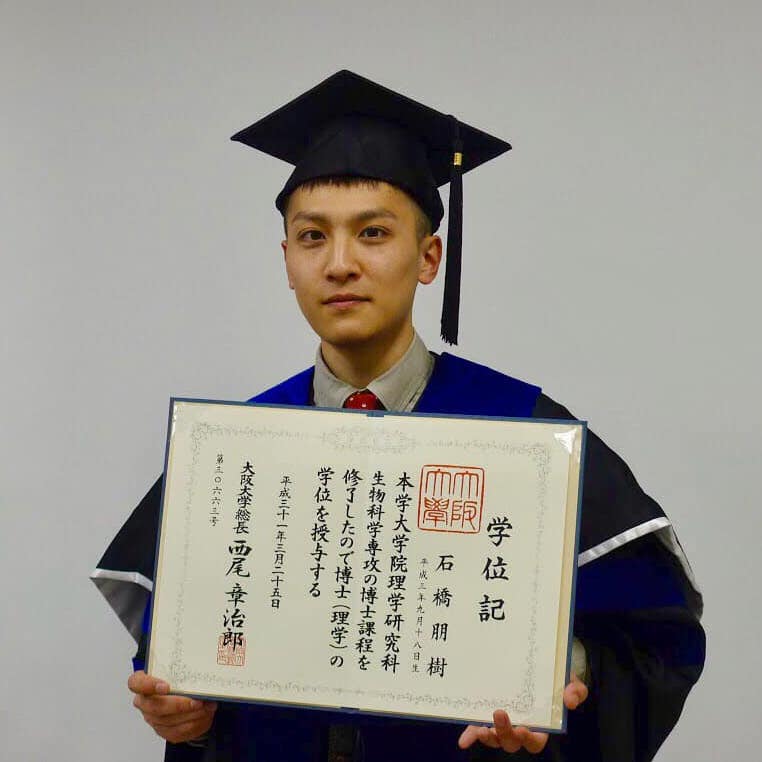 学位記
大阪
大學
石橋朋樹
平成三年九月十八日生
本学大学院理学研究科
生物科学専攻の博士課程を
修了したので博士(理学)の
学位を授与する
平成三十一年三月二十五日
大阪大学総長 西尾章治郎
第三〇六六三号